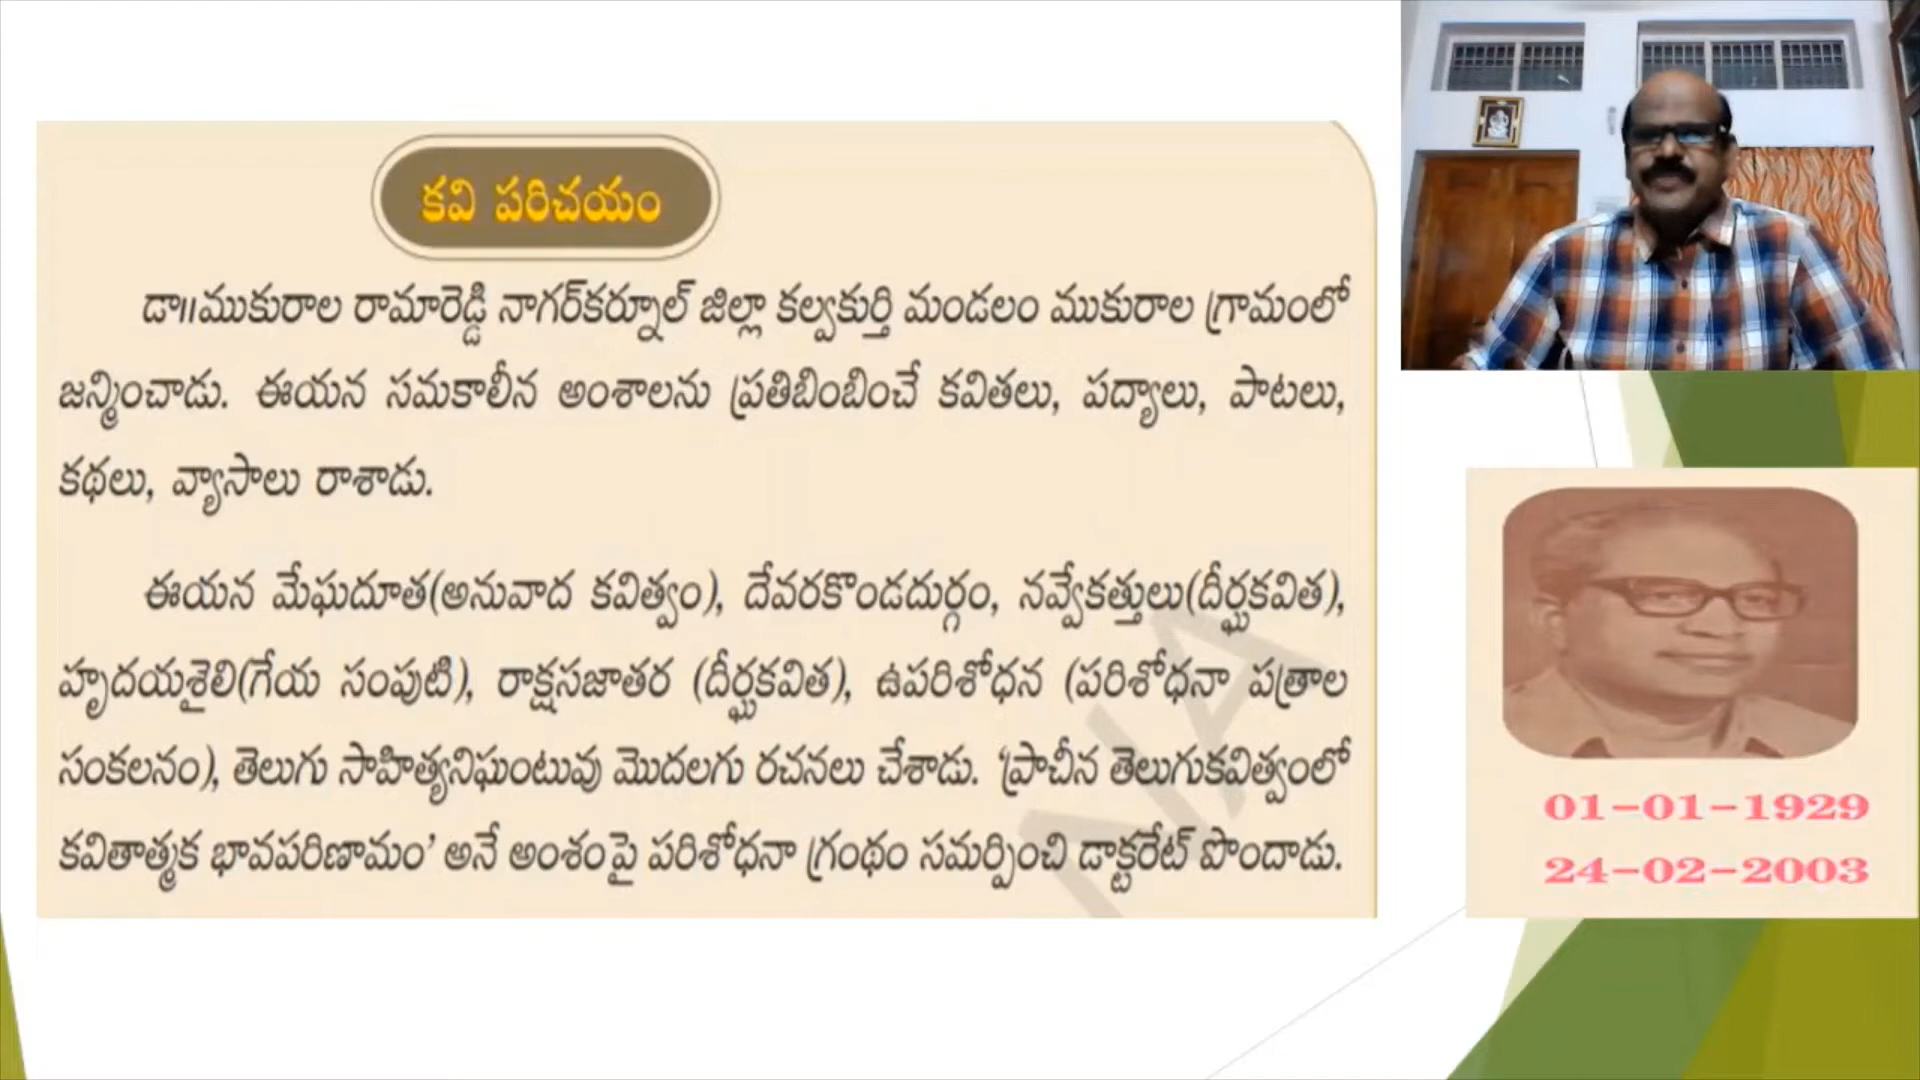 కవి పరిచయం
డా॥ముకురాల రామారెడ్డి నాగర్‌కర్నూల్ జిల్లా కల్వకుర్తి మండలం ముకురాల గ్రామంలో
జన్మించాడు. ఈయన సమకాలీన అంశాలను ప్రతిబింబించే కవితలు, పద్యాలు, పాటలు,
కథలు, వ్యాసాలు రాశాడు.
ఈయన మేఘదూత(అనువాద కవిత్వం), దేవరకొండదుర్గం, నవ్వేకత్తులు(దీర్ఘకవిత),
హృదయశైలి(గేయ సంపుటి), రాక్షసజాతర (దీర్ఘకవిత), ఉపరిశోధన (పరిశోధనా పత్రాల
సంకలనం), తెలుగు సాహిత్యనిఘంటువు మొదలగు రచనలు చేశాడు. 'ప్రాచీన తెలుగుకవిత్వంలో
కవితాత్మక భావపరిణామం' అనే అంశంపై పరిశోధనా గ్రంథం సమర్పించి డాక్టరేట్ పొందాడు.
01-01-1929
24-02-2003